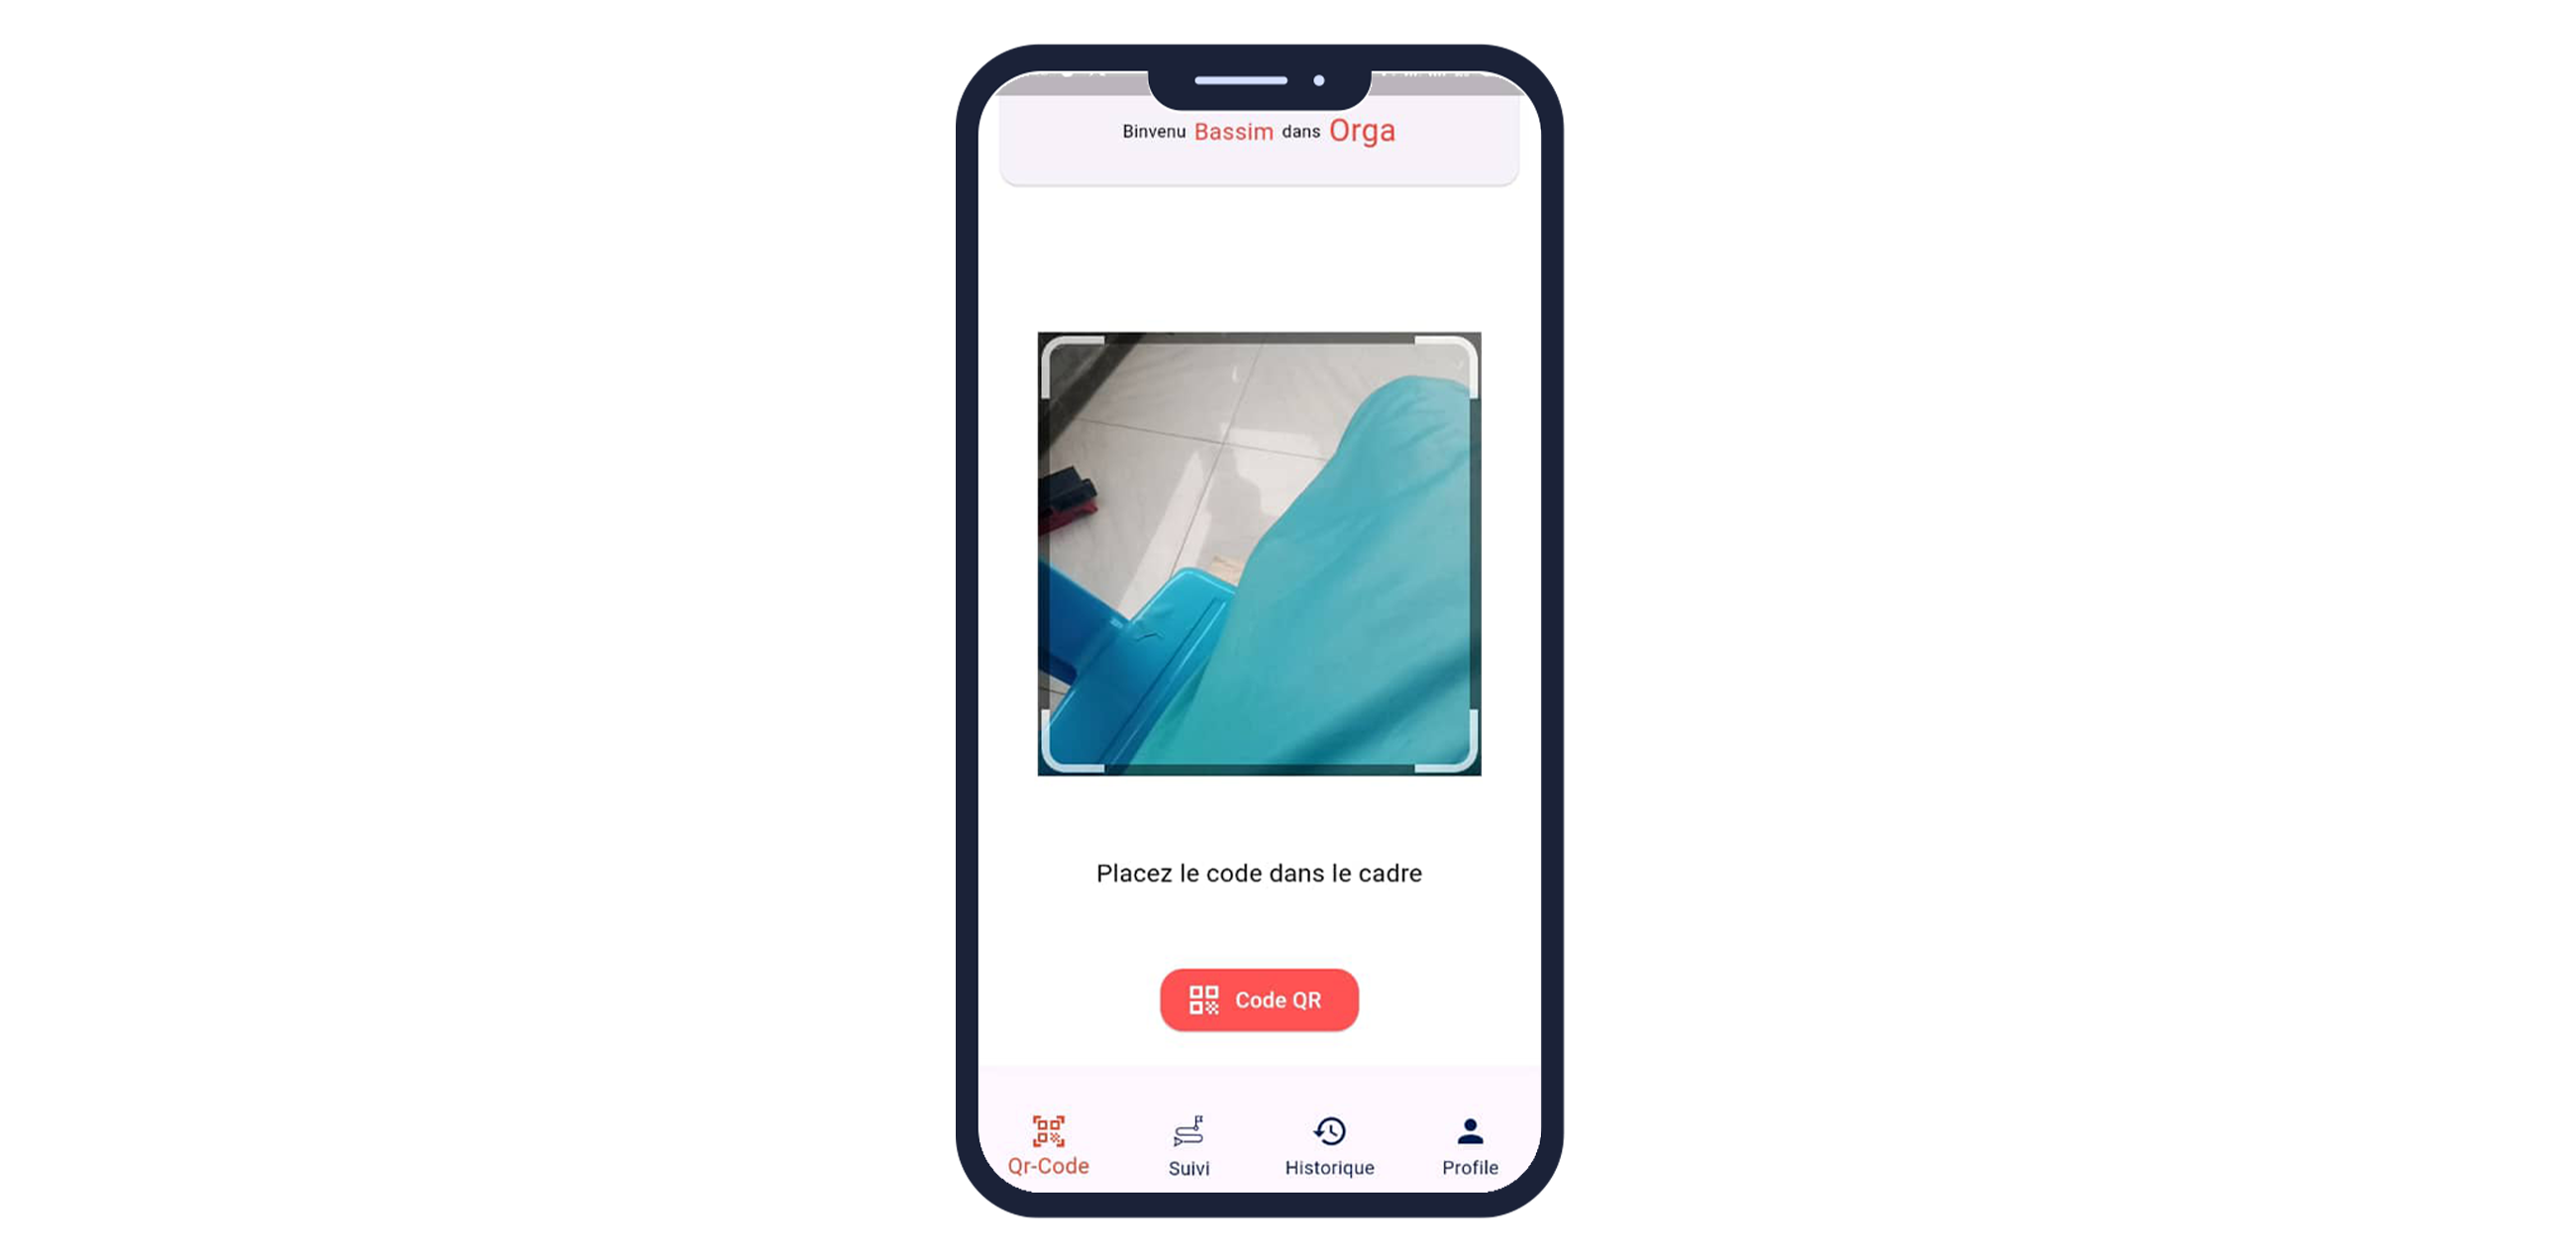 Binvenu Bassim dans Orga
Placez le code dans le cadre
Code QR
Qr-Code Suivi Historique Profile